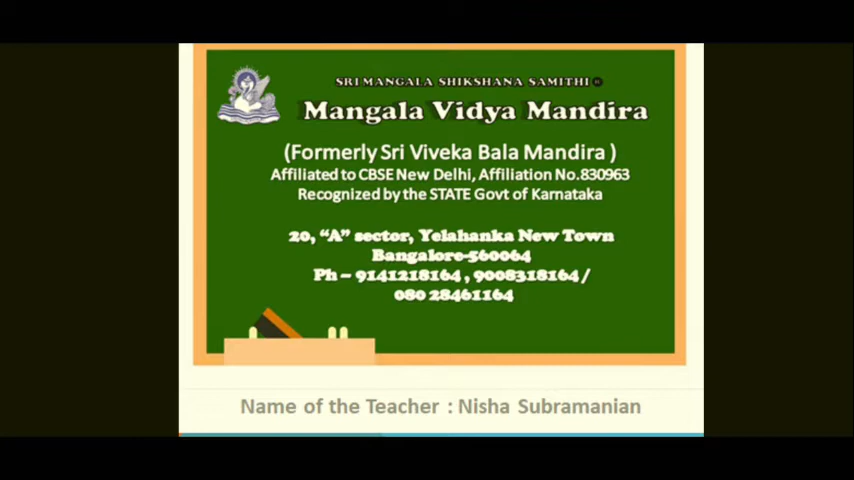 SRI MANGALA SHIKSHANA SAMITHI ®
Mangala Vidya Mandira
(Formerly Sri Viveka Bala Mandira )
Affiliated to CBSE New Delhi, Affiliation No.830963
Recognized by the STATE Govt of Karnataka
20, “A” sector, Yelahanka New Town
Bangalore-560064
Ph – 9141218164 , 9008318164 /
080 28461164
Name of the Teacher : Nisha Subramanian